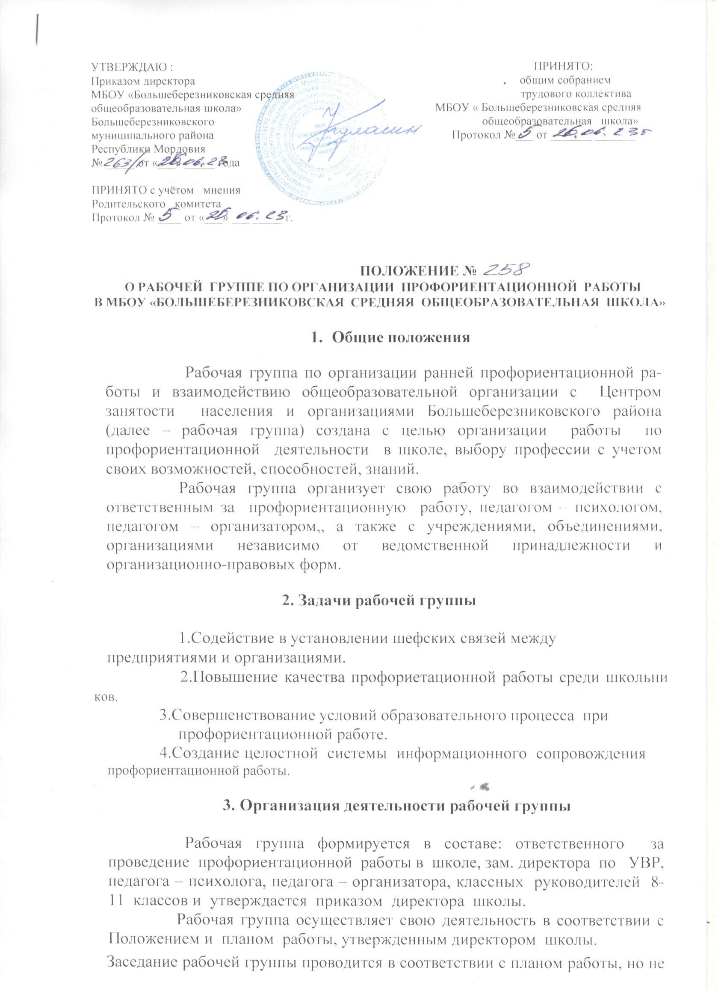 УТВЕРЖДАЮ :
Приказом директора
МБОУ «Большеберезниковская средняя
общеобразовательная школа»
Большеберезниковского
муниципального района
Республики Мордовия
№ 263/ от «26» 06. 23 года
ПРИНЯТО:
общим собранием
трудового коллектива
МБОУ « Большеберезниковская средняя
общеобразовательная школа»
Протокол № 5 от 26.06. 23г
ПРИНЯТО с учётом мнения
Родительского комитета
Протокол № 5 от «26» 06. 23 г.
МБОУ
"БОЛЬШЕБЕРЕЗНИКОВСКАЯ
СРЕДНЯЯ
ОБЩЕОБРАЗОВАТЕЛЬНАЯ
ШКОЛА"
ПОЛОЖЕНИЕ № 258
О РАБОЧЕЙ ГРУППЕ ПО ОРГАНИЗАЦИИ ПРОФОРИЕНТАЦИОННОЙ РАБОТЫ
В МБОУ «БОЛЬШЕБЕРЕЗНИКОВСКАЯ СРЕДНЯЯ ОБЩЕОБРАЗОВАТЕЛЬНАЯ ШКОЛА»
1. Общие положения
Рабочая группа по организации ранней профориентационной ра-
боты и взаимодействию общеобразовательной организации с Центром
занятости населения и организациями Большеберезниковского района
(далее – рабочая группа) создана с целью организации работы по
профориентационной деятельности в школе, выбору профессии с учетом
своих возможностей, способностей, знаний.
Рабочая группа организует свою работу во взаимодействии с
ответственным за профориентационную работу, педагогом – психологом,
педагогом – организатором,, а также с учреждениями, объединениями,
организациями независимо от ведомственной принадлежности и
организационно-правовых форм.
2. Задачи рабочей группы
1.Содействие в установлении шефских связей между
предприятиями и организациями.
2.Повышение качества профориетационной работы среди школьни
ков.
3.Совершенствование условий образовательного процесса при
профориентационной работе.
4.Создание целостной системы информационного сопровождения
профориентационной работы.
3. Организация деятельности рабочей группы
Рабочая группа формируется в составе: ответственного за
проведение профориентационной работы в школе, зам. директора по УВР,
педагога – психолога, педагога – организатора, классных руководителей 8-
11 классов и утверждается приказом директора школы.
Рабочая группа осуществляет свою деятельность в соответствии с
Положением и планом работы, утвержденным директором школы.
Заседание рабочей группы проводится в соответствии с планом работы, но не